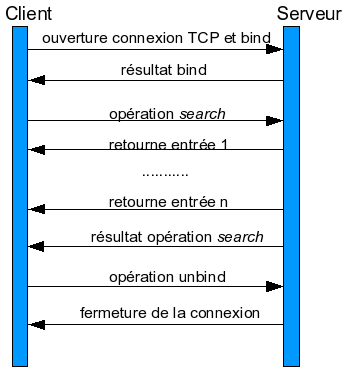 Client Serveur
ouverture connexion TCP et bind
résultat bind
opération search
retourne entrée 1
...........
retourne entrée n
résultat opération search
opération unbind
fermeture de la connexion